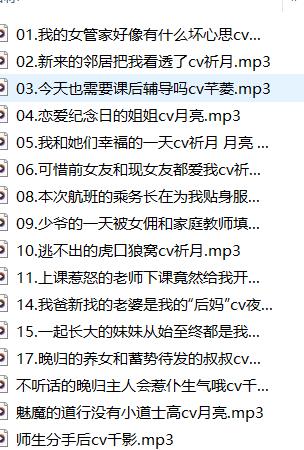 01.我的女管家好像有什么坏心思cv...
02.新来的邻居把我看透了cv祈月.mp3
03.今天也需要课后辅导吗cv芊菱.mp3
04.恋爱纪念日的姐姐cv月亮.mp3
05.我和她们幸福的一天cv祈月 月亮 ...
06.可惜前女友和现女友都爱我cv祈...
08.本次航班的乘务长在为我贴身服...
09.少爷的一天被女佣和家庭教师填...
10.逃不出的虎口狼窝cv祈月.mp3
11.上课惹怒的老师下课竟然给我开...
14.我爸新找的老婆是我的“后妈”cv夜...
15.一起长大的妹妹从始至终都是我...
17.晚归的养女和蓄势待发的叔叔cv...
不听话的晚归主人会惹仆生气哦cv千...
魅魔的道行没有小道士高cv月亮.mp3
师生分手后cv千影.mp3